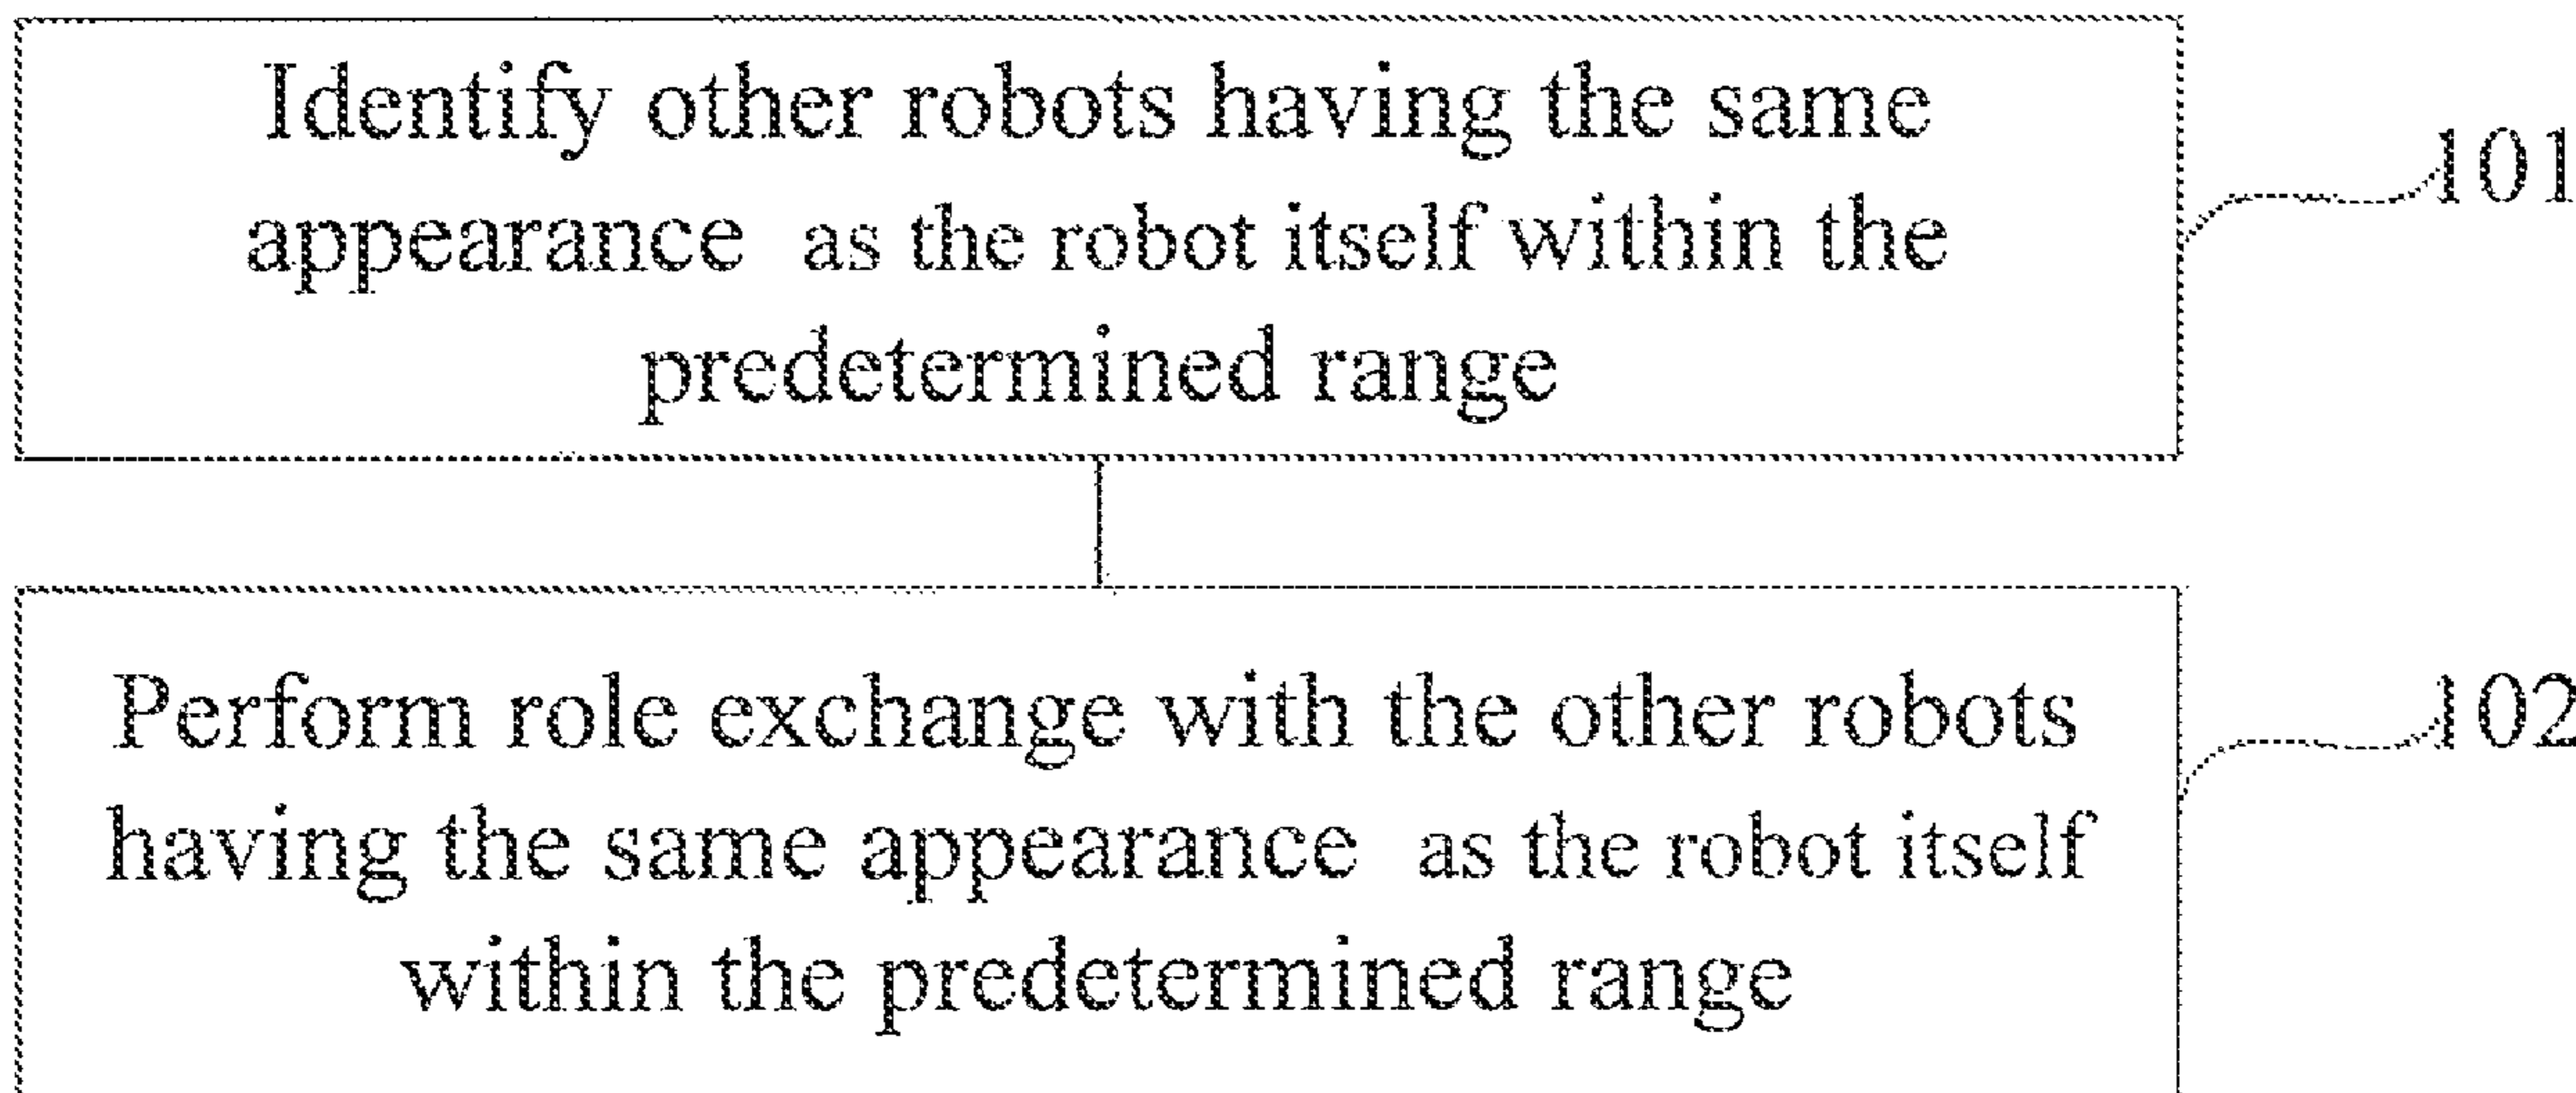 Identify other robots having the same
appearance as the robot itself within the
predetermined range
101
Perform role exchange with the other robots
having the same appearance as the robot itself
within the predetermined range
102